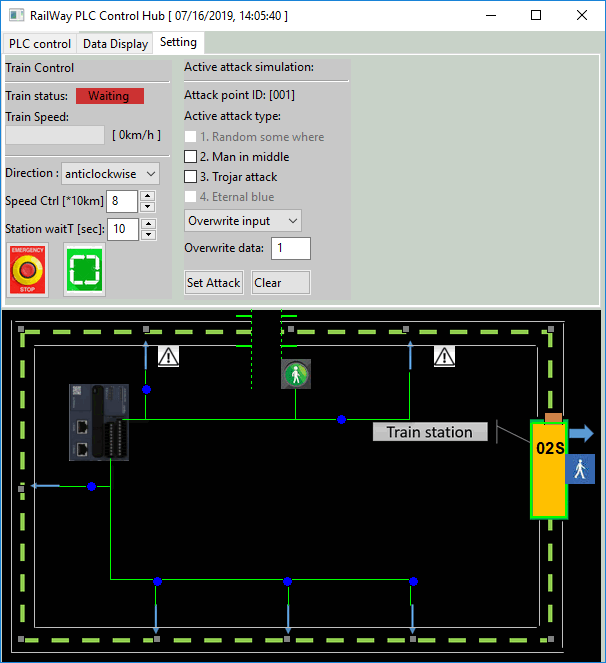 RailWay PLC Control Hub [ 07/16/2019, 14:05:40 ]
PLC control
Data Display
Setting
Train Control
Train status: Waiting
Train Speed:
[ 0km/h ]
Direction : anticlockwise
Speed Ctrl [*10km] 8
Station waitT [sec]: 10
EMERGENCY
STOP
Active attack simulation:
Attack point ID: [001]
Active attack type:
1. Random some where
2. Man in middle
3. Trojar attack
4. Eternal blue
Overwrite input
Overwrite data: 1
Set Attack
Clear
Train station
02S